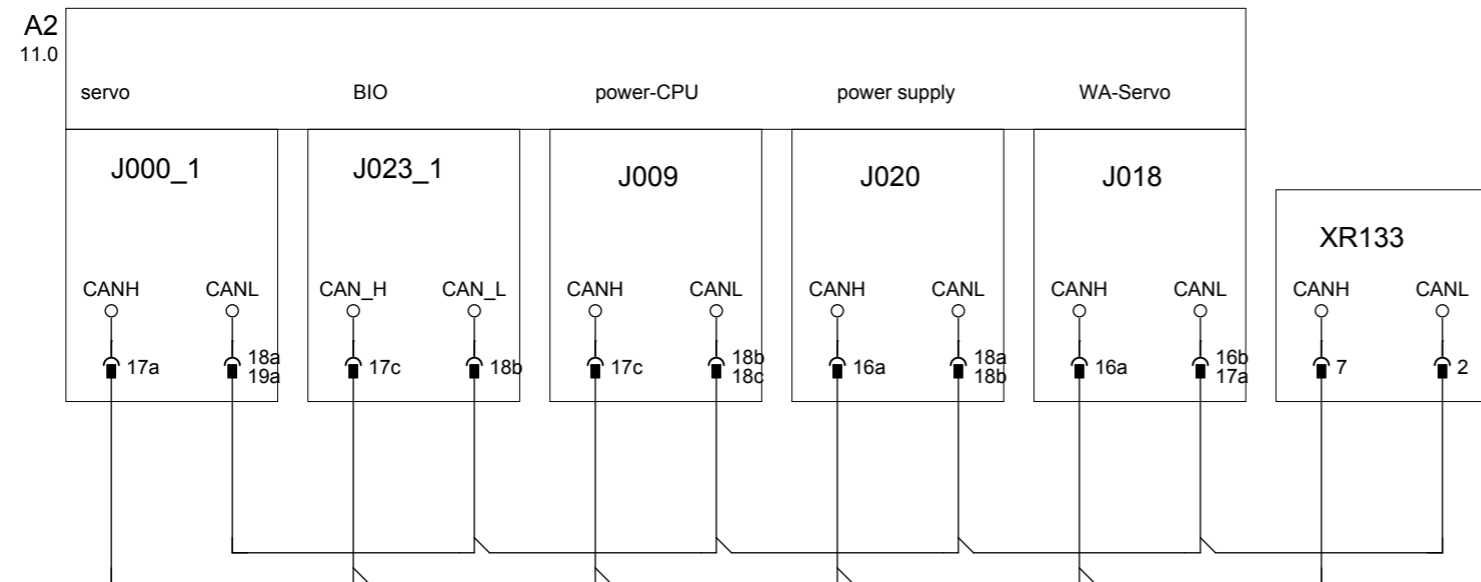 A2
11.0
servo
BIO
power-CPU
power supply
WA-Servo
J000_1
J023_1
J009
J020
J018
XR133
CANH
CANL
CAN_H
CAN_L
CANH
CANL
CANH
CANL
CANH
CANL
CANH
CANL
17a
18a
19a
17c
18b
17c
18b
18c
16a
18a
18b
16a
16b
17a
7
2